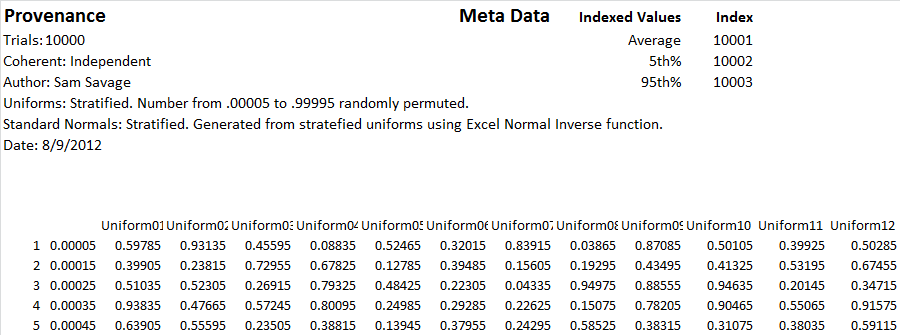 Provenance Meta Data Indexed Values Index
Trials: 10000 Average 10001
Coherent: Independent 5th% 10002
Author: Sam Savage 95th% 10003
Uniforms: Stratified. Number from .00005 to .99995 randomly permuted.
Standard Normals: Stratified. Generated from stratefied uniforms using Excel Normal Inverse function.
Date: 8/9/2012
Uniform01 Uniform02 Uniform03 Uniform04 Uniform05 Uniform06 Uniform07 Uniform08 Uniform09 Uniform10 Uniform11 Uniform12
1 0.00005 0.59785 0.93135 0.45595 0.08835 0.52465 0.32015 0.83915 0.03865 0.87085 0.50105 0.39925 0.50285
2 0.00015 0.39905 0.23815 0.72955 0.67825 0.12785 0.39485 0.15605 0.19295 0.43495 0.41325 0.53195 0.67455
3 0.00025 0.51035 0.52305 0.26915 0.79325 0.48425 0.22305 0.04335 0.94975 0.88555 0.94635 0.20145 0.34715
4 0.00035 0.93835 0.47665 0.57245 0.80095 0.24985 0.29285 0.22625 0.15075 0.78205 0.90465 0.55065 0.91575
5 0.00045 0.63905 0.55595 0.23505 0.38815 0.13945 0.37955 0.24295 0.58525 0.38315 0.31075 0.38035 0.59115